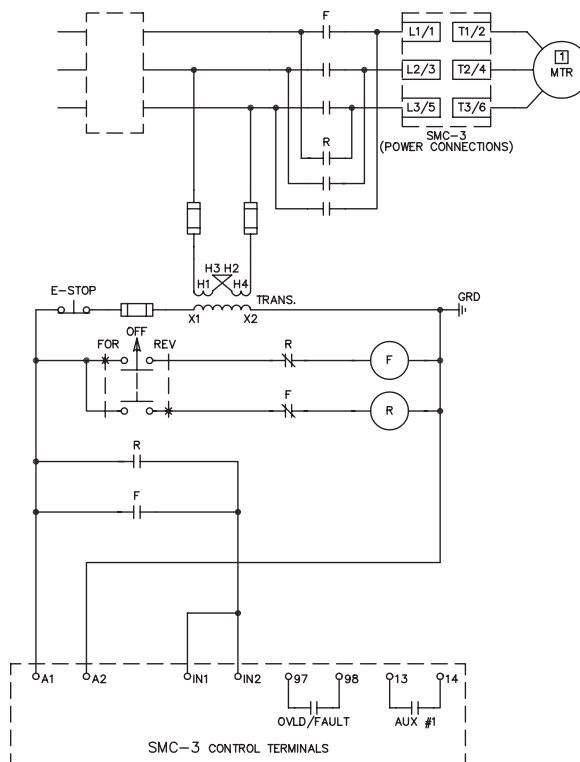 F
L1/1 T1/2
1
MTR
L2/3 T2/4
L3/5 T3/6
SMC-3
(POWER CONNECTIONS)
R
H3 H2
H1 H4
E-STOP
TRANS.
GRD
X1 X2
OFF
FOR REV
R
F
F
R
R
F
A1 A2 IN1 IN2 97 98 13 14
OVLD/FAULT AUX #1
SMC-3 CONTROL TERMINALS